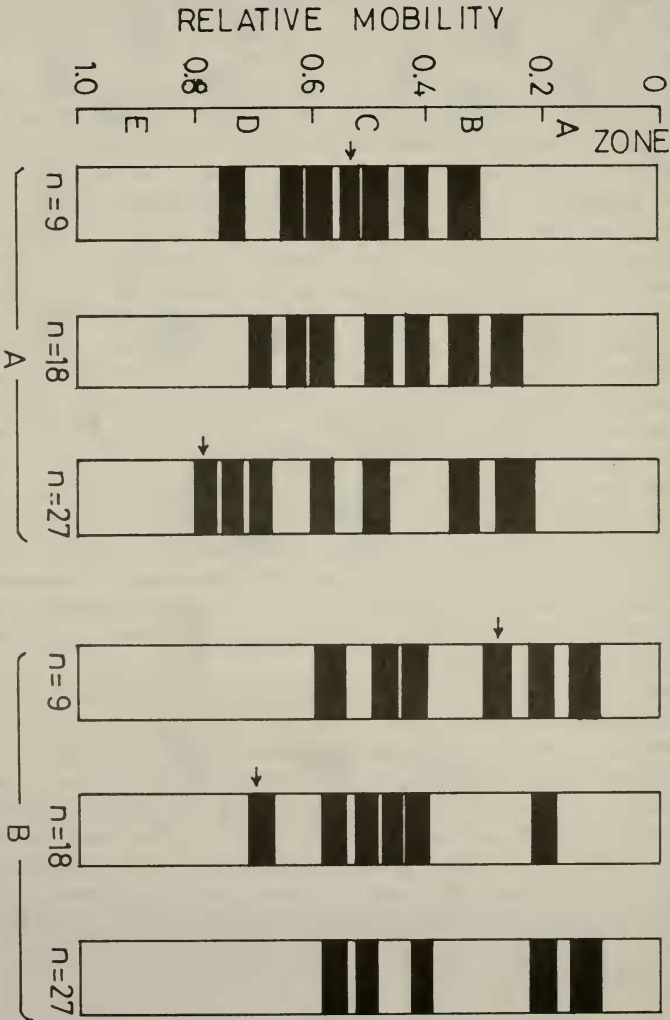 RELATIVE MOBILITY
1.0 0.8 0.6 0.4 0.2 0
E D C B A ZONE
n=9
n=18
n=27
A
n=9
n=18
n=27
B